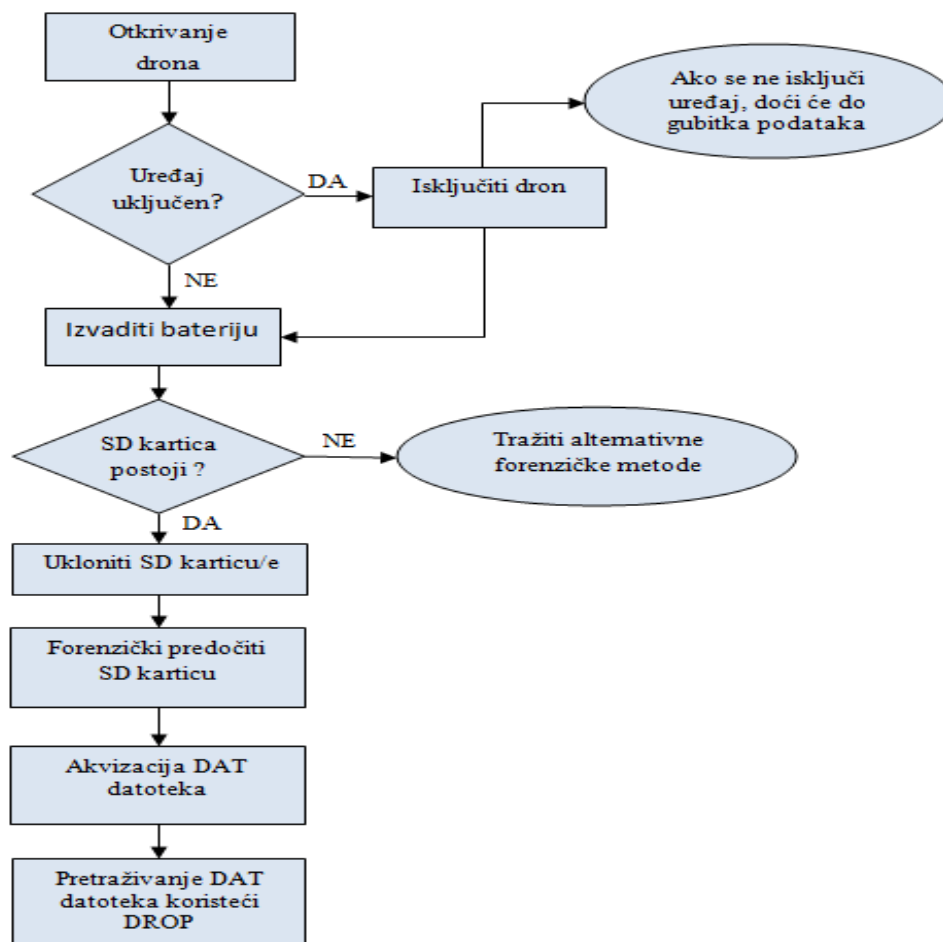 Otkrivanje
drona
Ako se ne isključi
uređaj, doći će do
gubitka podataka
Uređaj
uključen?
DA
Isključiti dron
NE
Izvaditi bateriju
SD kartica
postoji ?
NE
Tražiti alternativne
forenzičke metode
DA
Ukloniti SD karticu/e
Forenzički predočiti
SD karticu
Akvizacija DAT
datoteka
Pretraživanje DAT
datoteka koristeći
DROP